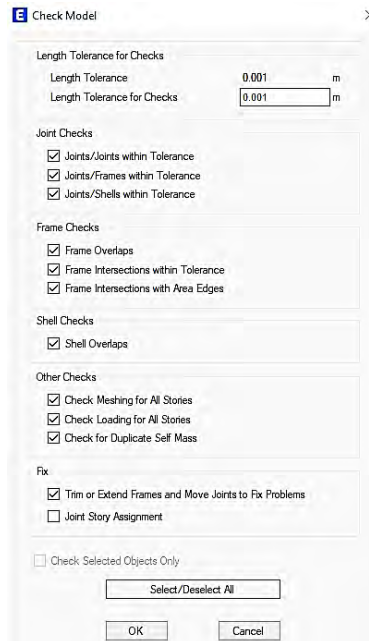 E Check Model
Length Tolerance for Checks
Length Tolerance 0.001 m
Length Tolerance for Checks 0.001 m
Joint Checks
Joints/Joints within Tolerance
Joints/Frames within Tolerance
Joints/Shells within Tolerance
Frame Checks
Frame Overlaps
Frame Intersections within Tolerance
Frame Intersections with Area Edges
Shell Checks
Shell Overlaps
Other Checks
Check Meshing for All Stories
Check Loading for All Stories
Check for Duplicate Self Mass
Fix
Trim or Extend Frames and Move Joints to Fix Problems
Joint Story Assignment
Check Selected Objects Only
Select/Deselect All
OK Cancel